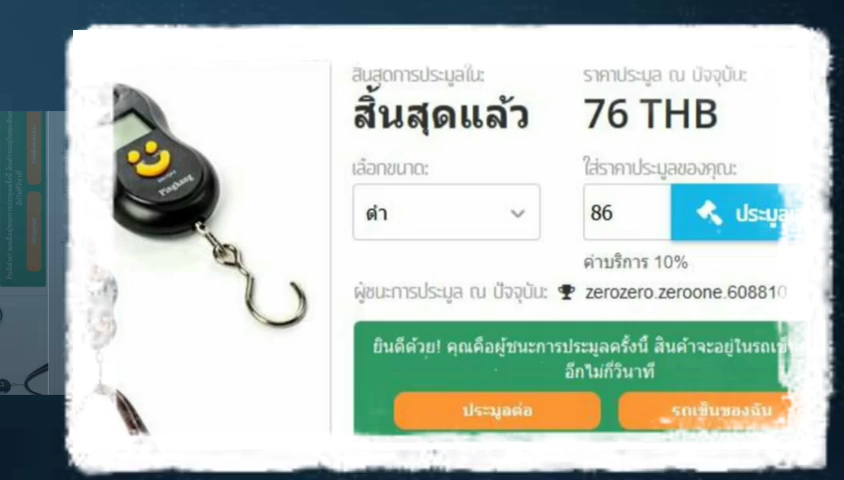 สิ้นสุดการประมูลใน:
ราคาประมูล ณ ปัจจุบัน:
สิ้นสุดแล้ว
76 THB
เลือกขนาด:
ใส่ราคาประมูลของคุณ:
ดำ
86
ค่าบริการ 10%
ผู้ชนะการประมูล ณ ปัจจุบัน: zerozero.zeroone.608810
ยินดีด้วย! คุณคือผู้ชนะการประมูลครั้งนี้ สินค้าจะอยู่ในรถเข็น
อีกไม่กี่วินาที
ประมูลต่อ
รถเข็นของฉัน